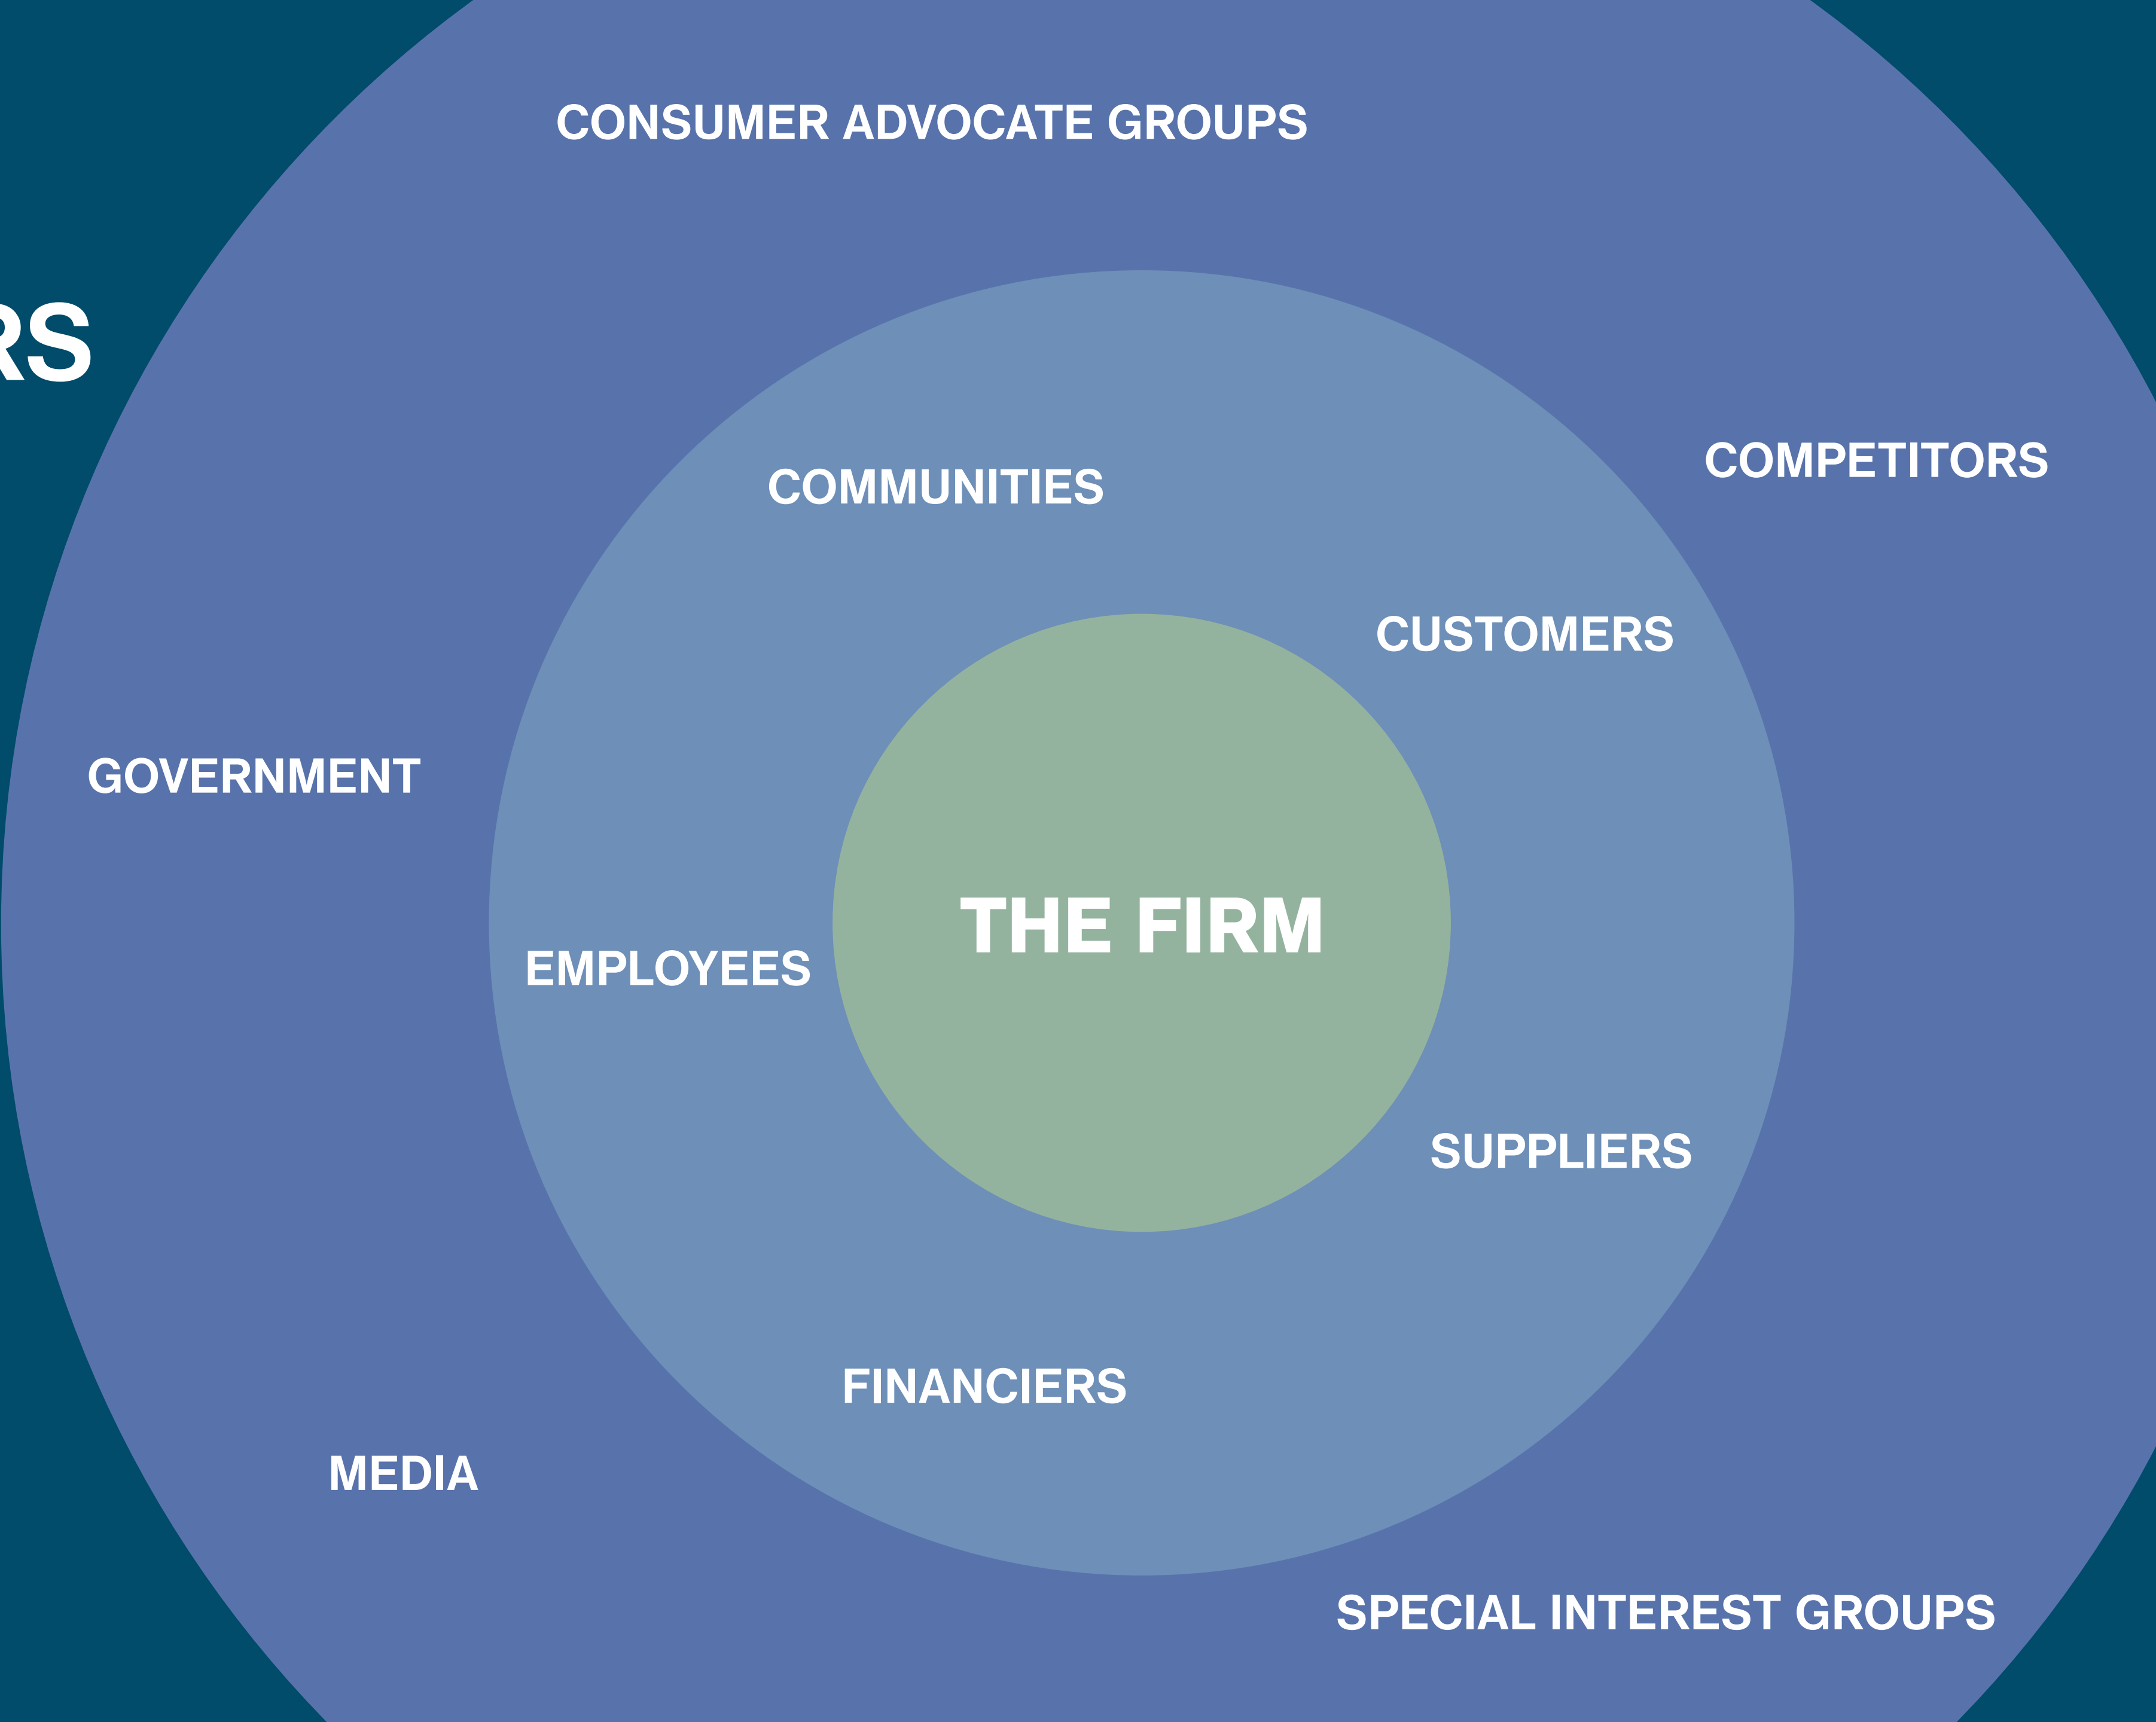 CONSUMER ADVOCATE GROUPS
RS
COMPETITORS
COMMUNITIES
CUSTOMERS
GOVERNMENT
THE FIRM
EMPLOYEES
SUPPLIERS
FINANCIERS
MEDIA
SPECIAL INTEREST GROUPS